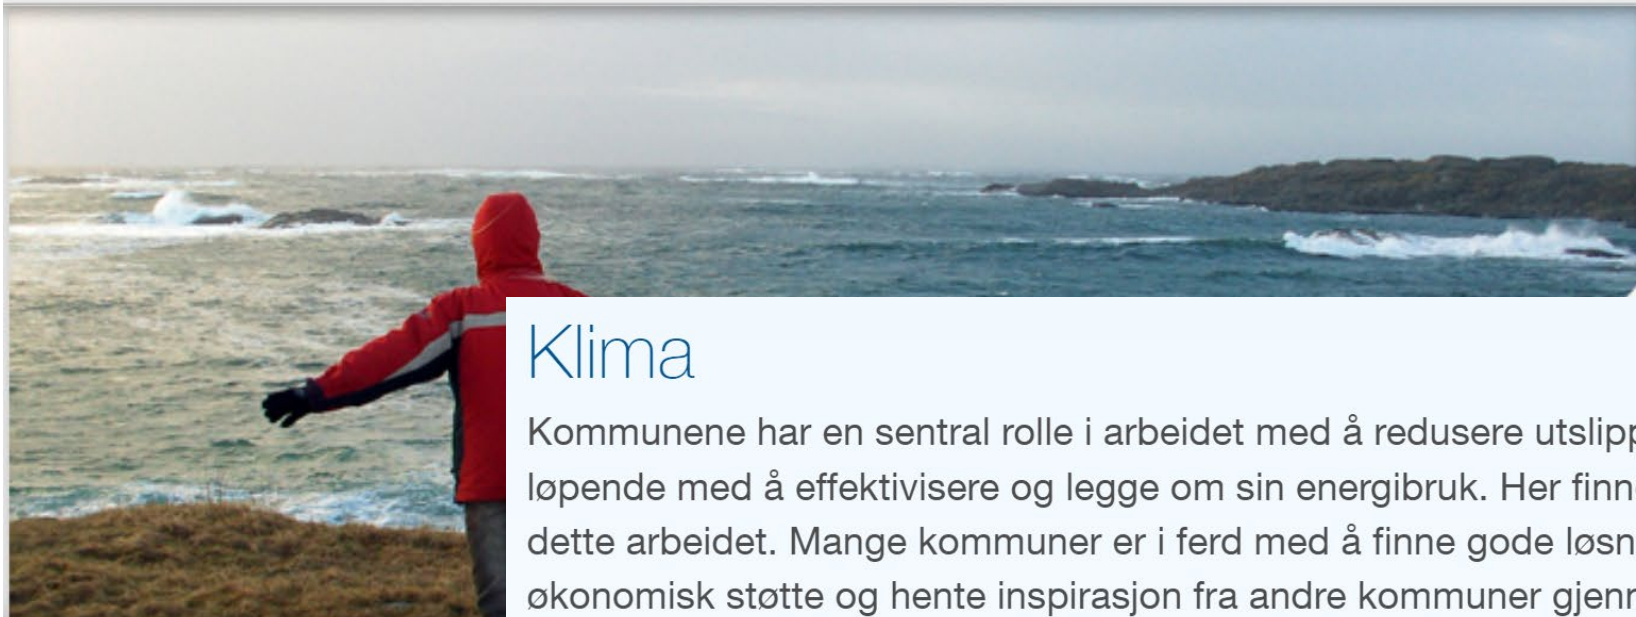 Klima
Kommunene har en sentral rolle i arbeidet med å redusere
løpende med å effektivisere og legge om sin energibruk. Her
dette arbeidet. Mange kommuner er i ferd med å finne gode
økonomisk støtte og hente inspirasjon fra andre kommuner